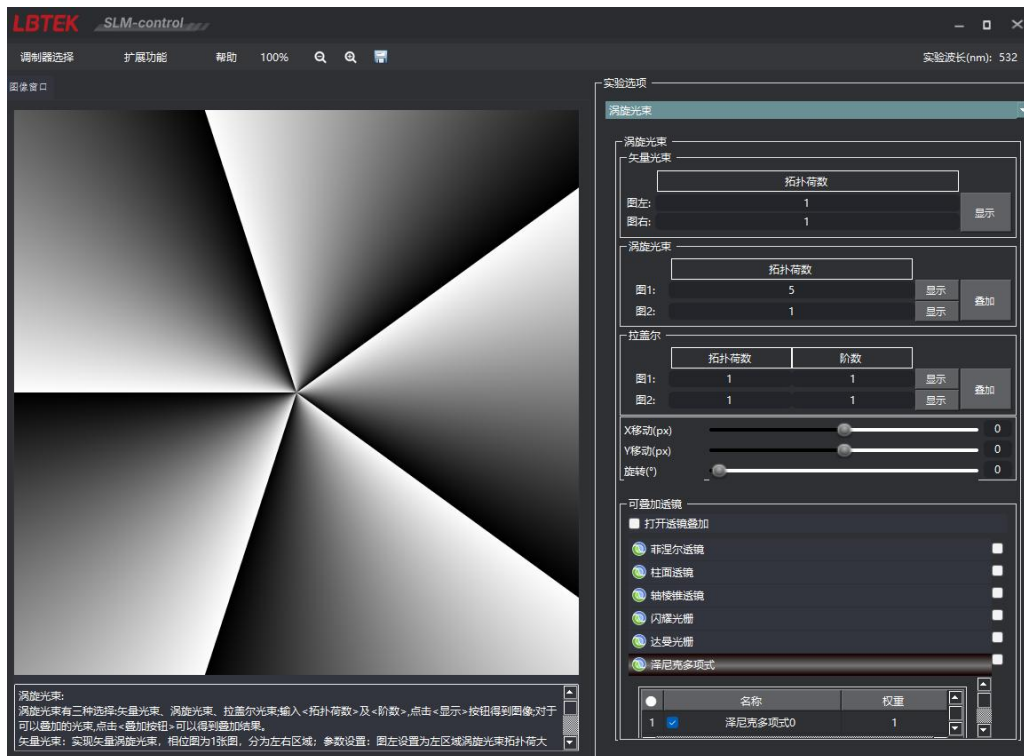 LBTEK SLM-control
调制器选择 扩展功能 帮助 100% 实验波长(nm): 532
图像窗口
实验选项
涡旋光束
涡旋光束
矢量光束
拓扑荷数
图左: 1
图右: 1
显示
涡旋光束
拓扑荷数
图1: 5 显示
图2: 1 显示
叠加
拉盖尔
拓扑荷数 阶数
图1: 1 1 显示
图2: 1 1 显示
叠加
X移动(px) 0
Y移动(px) 0
旋转(°) 0
可叠加透镜
打开透镜叠加
菲涅尔透镜
柱面透镜
轴棱锥透镜
闪耀光栅
达曼光栅
泽尼克多项式
名称 权重
1 泽尼克多项式0 1
涡旋光束:
涡旋光束有三种选择:矢量光束、涡旋光束、拉盖尔光束;输入<拓扑荷数>及<阶数>,点击<显示>按钮得到图像;对于
可以叠加的光束,点击<叠加按钮>可以得到叠加结果。
矢量光束：实现矢量涡旋光束，相位图为1张图，分为左右区域；参数设置：图左设置为左区域涡旋光束拓扑荷大